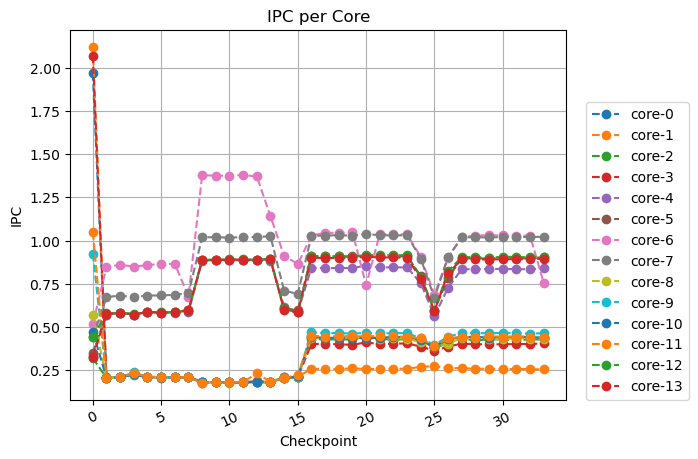 IPC per Core
IPC
2.00
1.75
1.50
1.25
1.00
0.75
0.50
0.25
0
5
10
15
20
25
30
Checkpoint
core-0
core-1
core-2
core-3
core-4
core-5
core-6
core-7
core-8
core-9
core-10
core-11
core-12
core-13